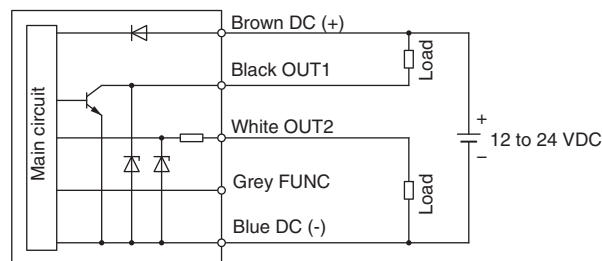 Brown DC (+)
Black OUT1
Load
Main circuit
White OUT2
+
12 to 24 VDC
−
Grey FUNC
Load
Blue DC (-)